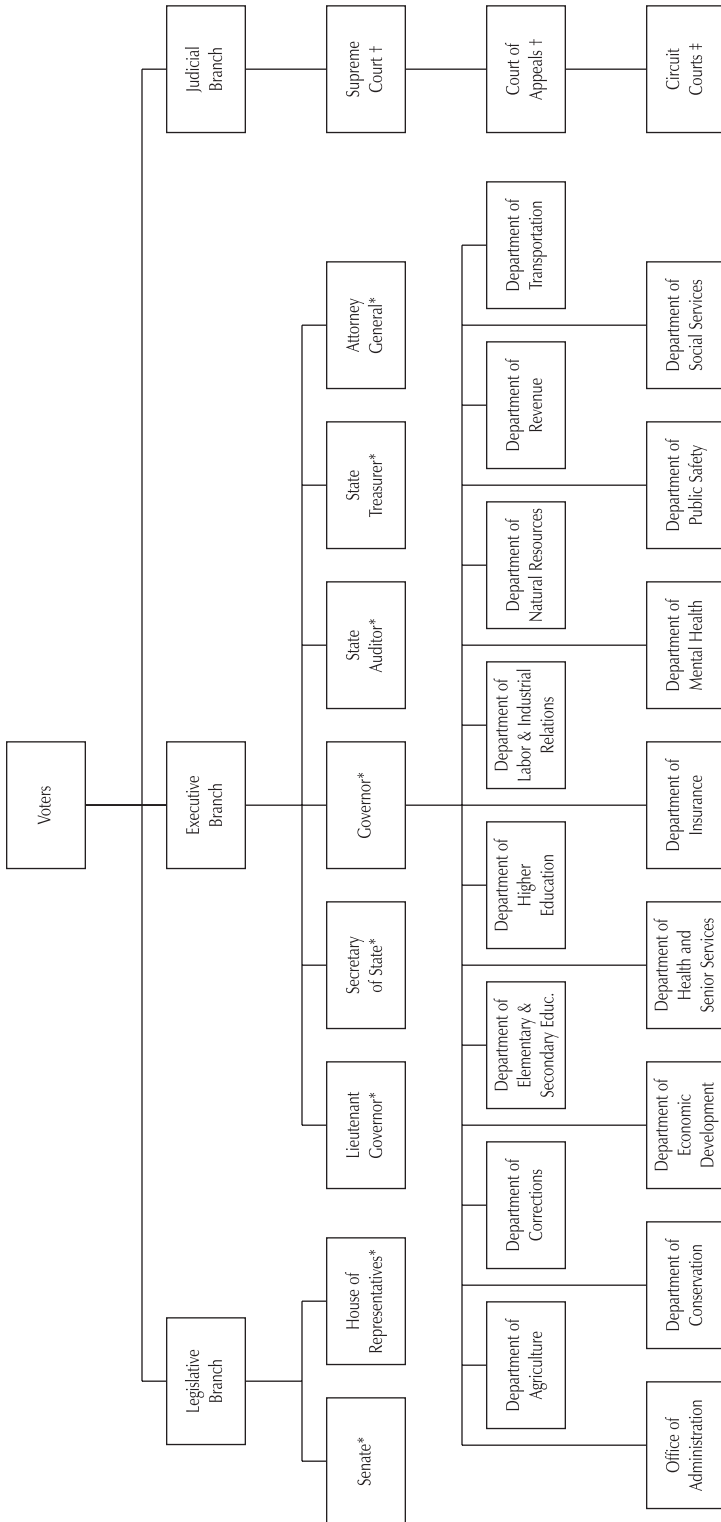 Voters
Legislative
Branch
Executive
Branch
Judicial
Branch
Senate*
House of
Representatives*
Lieutenant
Governor*
Secretary
of State*
Governor*
State
Auditor*
State
Treasurer*
Attorney
General*
Supreme
Court †
Department of
Agriculture
Department of
Corrections
Department of
Elementary &
Secondary Educ.
Department of
Higher
Education
Department of
Labor & Industrial
Relations
Department of
Natural Resources
Department of
Revenue
Department of
Transportation
Court of
Appeals †
Office of
Administration
Department of
Conservation
Department of
Economic
Development
Department of
Health and
Senior Services
Department of
Insurance
Department of
Mental Health
Department of
Public Safety
Department of
Social Services
Circuit
Courts ‡